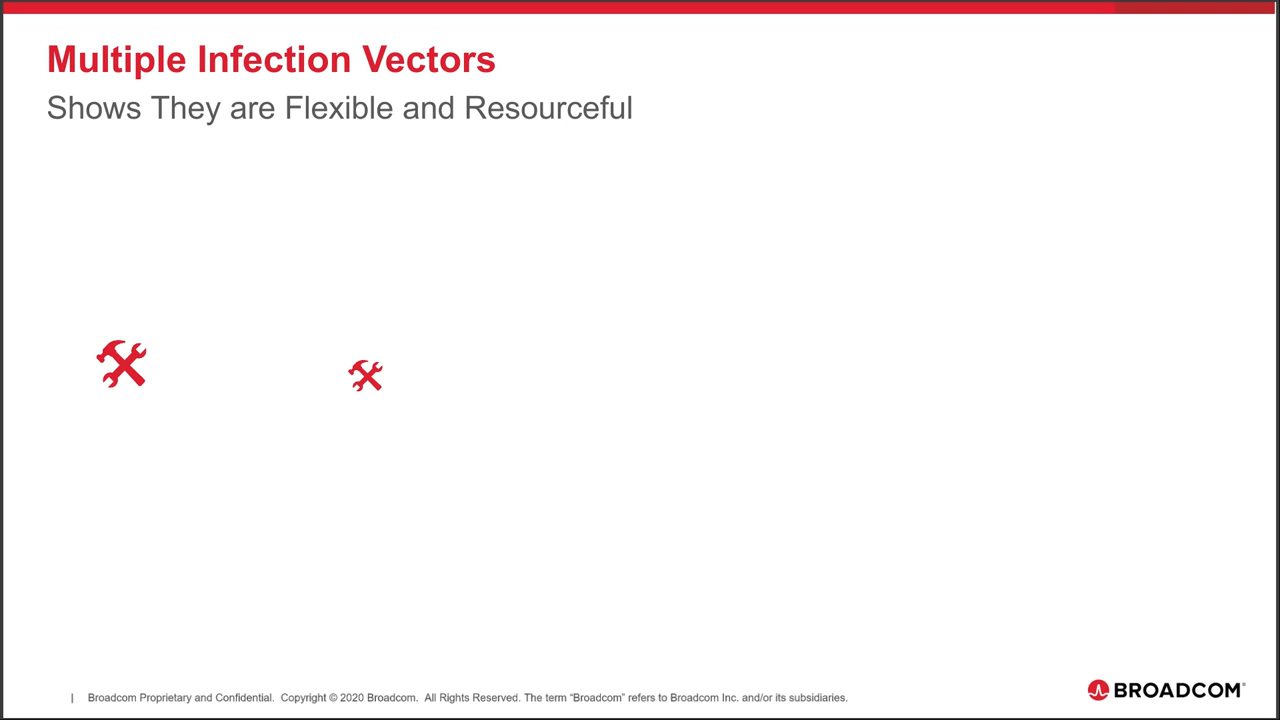 Multiple Infection Vectors
Shows They are Flexible and Resourceful
| Broadcom Proprietary and Confidential. Copyright © 2020 Broadcom. All Rights Reserved. The term “Broadcom” refers to Broadcom Inc. and/or its subsidiaries.
BROADCOM®